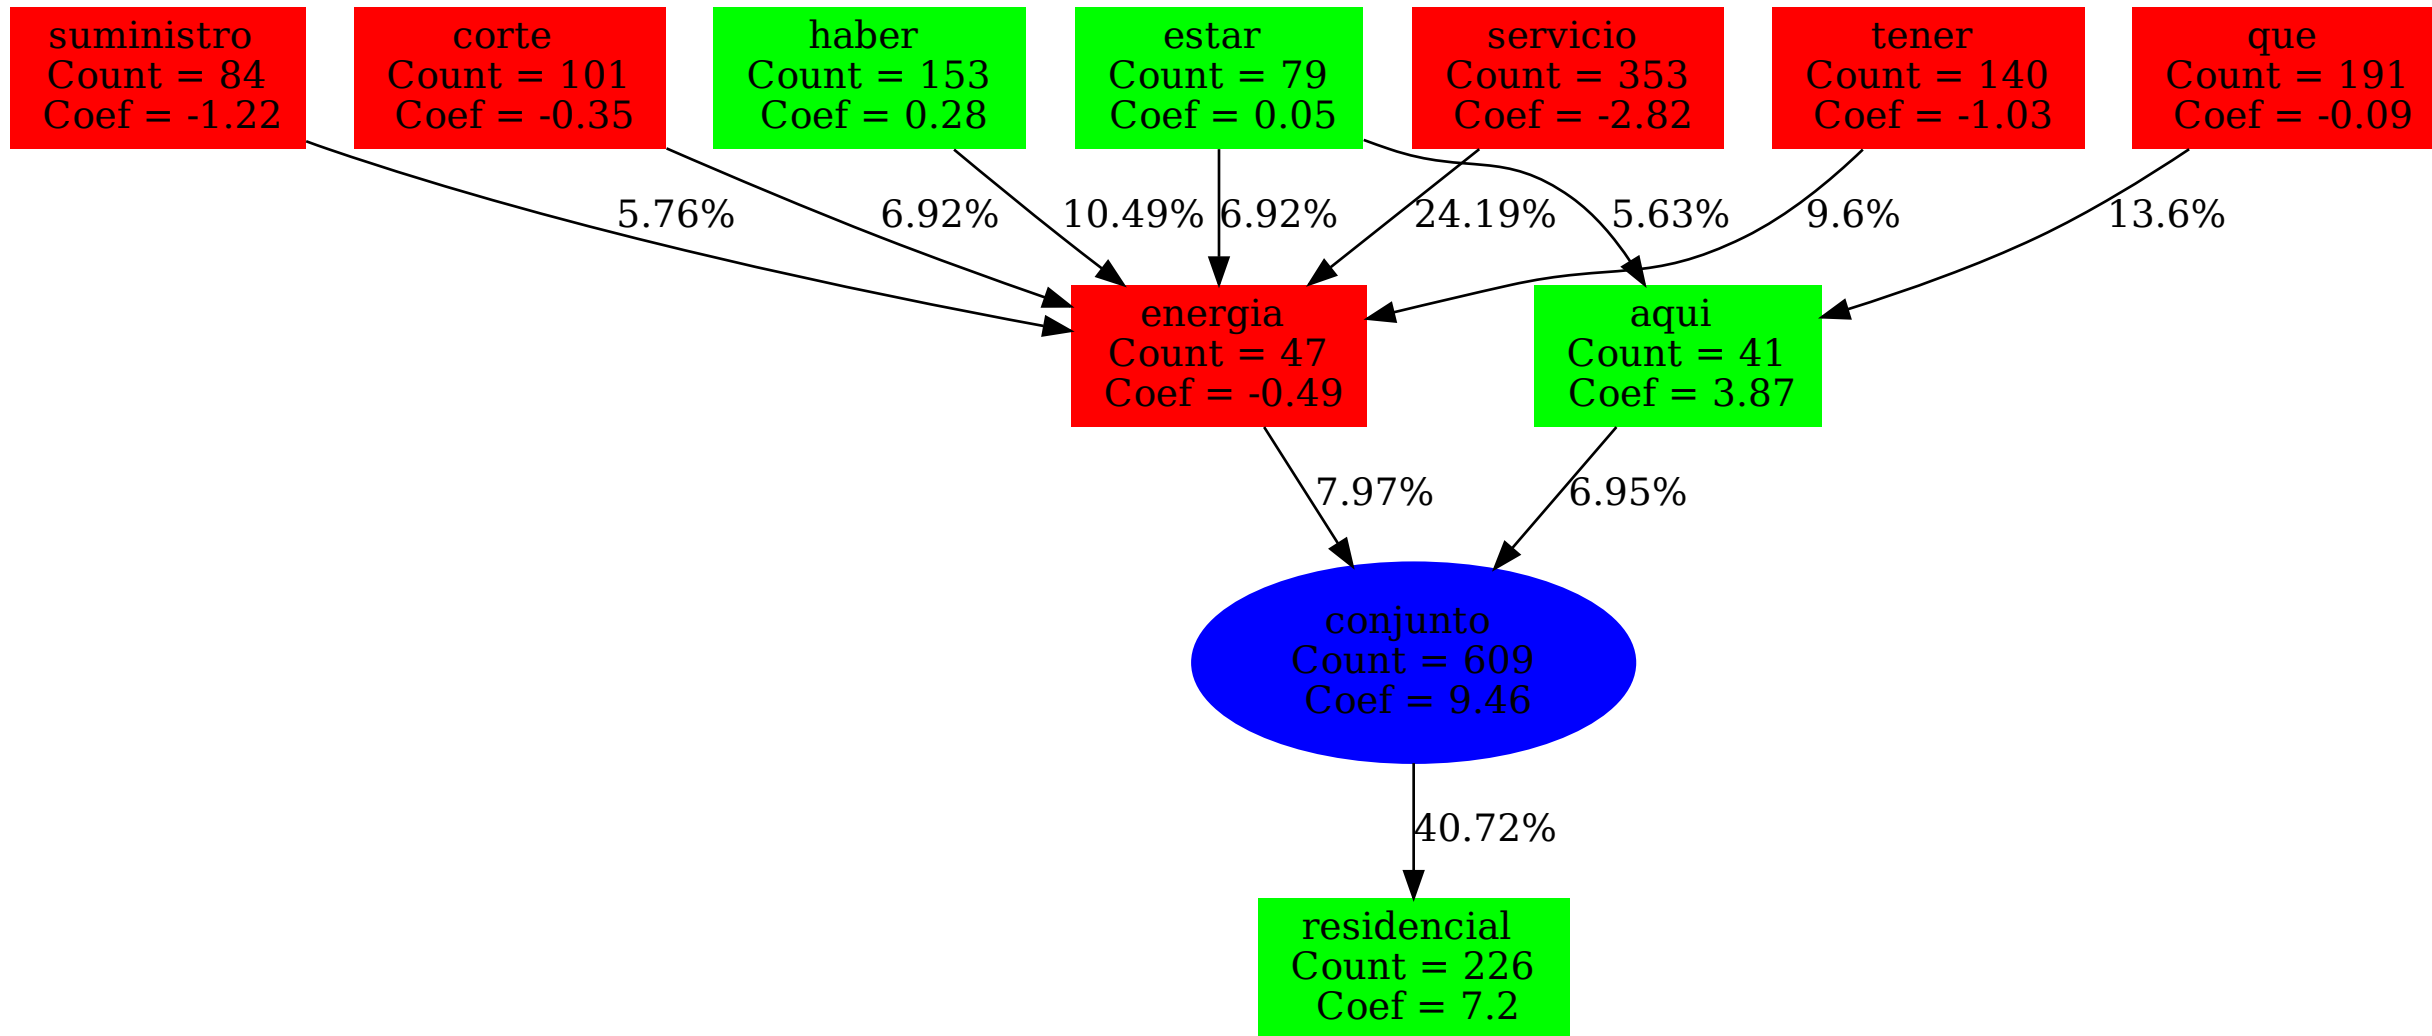 suministro
Count = 84
Coef = -1.22
corte
Count = 101
Coef = -0.35
haber
Count = 153
Coef = 0.28
estar
Count = 79
Coef = 0.05
servicio
Count = 353
Coef = -2.82
tener
Count = 140
Coef = -1.03
que
Count = 191
Coef = -0.09
5.76%
6.92%
10.49%
6.92%
24.19%
5.63%
9.6%
13.6%
energia
Count = 47
Coef = -0.49
aqui
Count = 41
Coef = 3.87
7.97%
6.95%
conjunto
Count = 609
Coef = 9.46
40.72%
residencial
Count = 226
Coef = 7.2